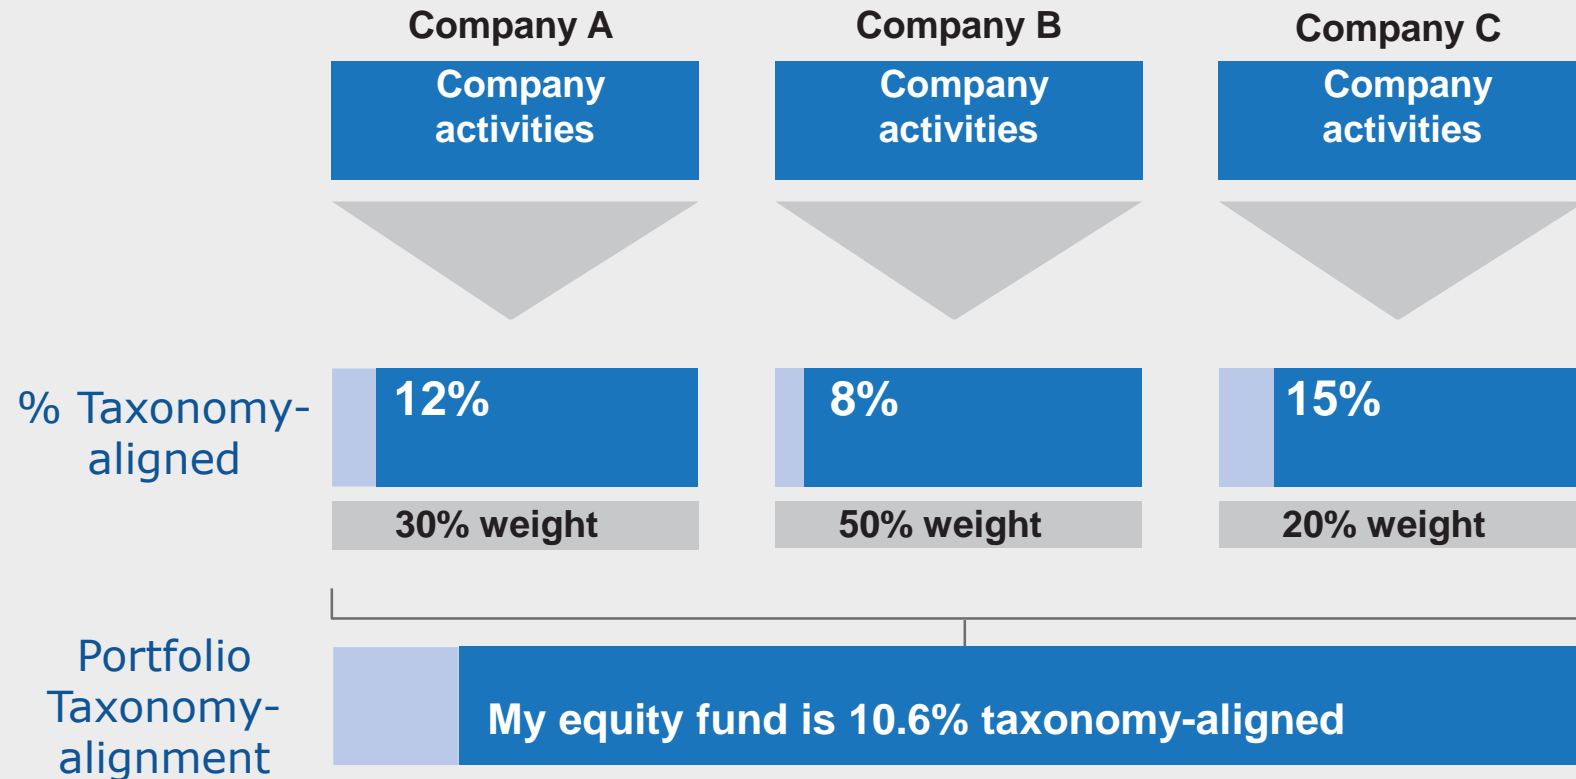 Company A
Company B
Company C
Company
activities
Company
activities
Company
activities
% Taxonomy-
aligned
12%
8%
15%
30% weight
50% weight
20% weight
Portfolio
Taxonomy-
alignment
My equity fund is 10.6% taxonomy-aligned